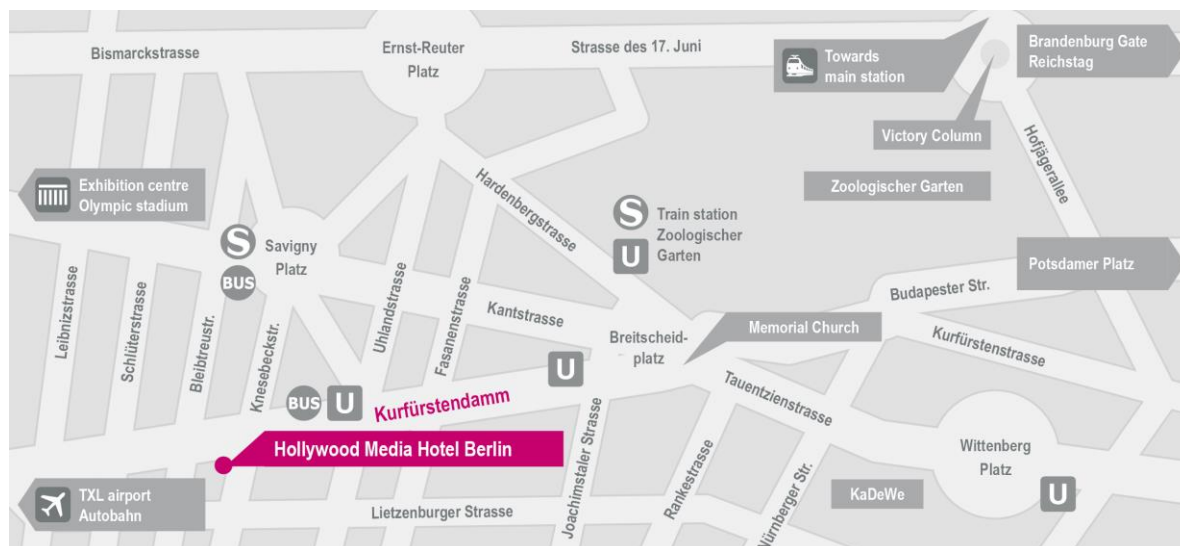 Bismarckstrasse
Ernst-Reuter
Platz
Strasse des 17. Juni
Towards
main station
Brandenburg Gate
Reichstag
Victory Column
Hofjägerallee
Zoologischer Garten
Exhibition centre
Olympic stadium
Hardenbergstrasse
S
Train station
Zoologischer
Garten
U
S
Savigny
Platz
BUS
Potsdamer Platz
Budapester Str.
Leibnizstrasse
Schlüterstrasse
Bleibtreustr.
Knesebeckstr.
Uhlandstrasse
Fasanenstrasse
Kantstrasse
Breitscheid-
platz
Memorial Church
Kurfürstenstrasse
U
BUS
U
Kurfürstendamm
Tauentzienstrasse
Hollywood Media Hotel Berlin
Joachimstaler Strasse
Rankestrasse
Nürnberger Str.
Wittenberg
Platz
U
KaDeWe
TXL airport
Autobahn
Lietzenburger Strasse